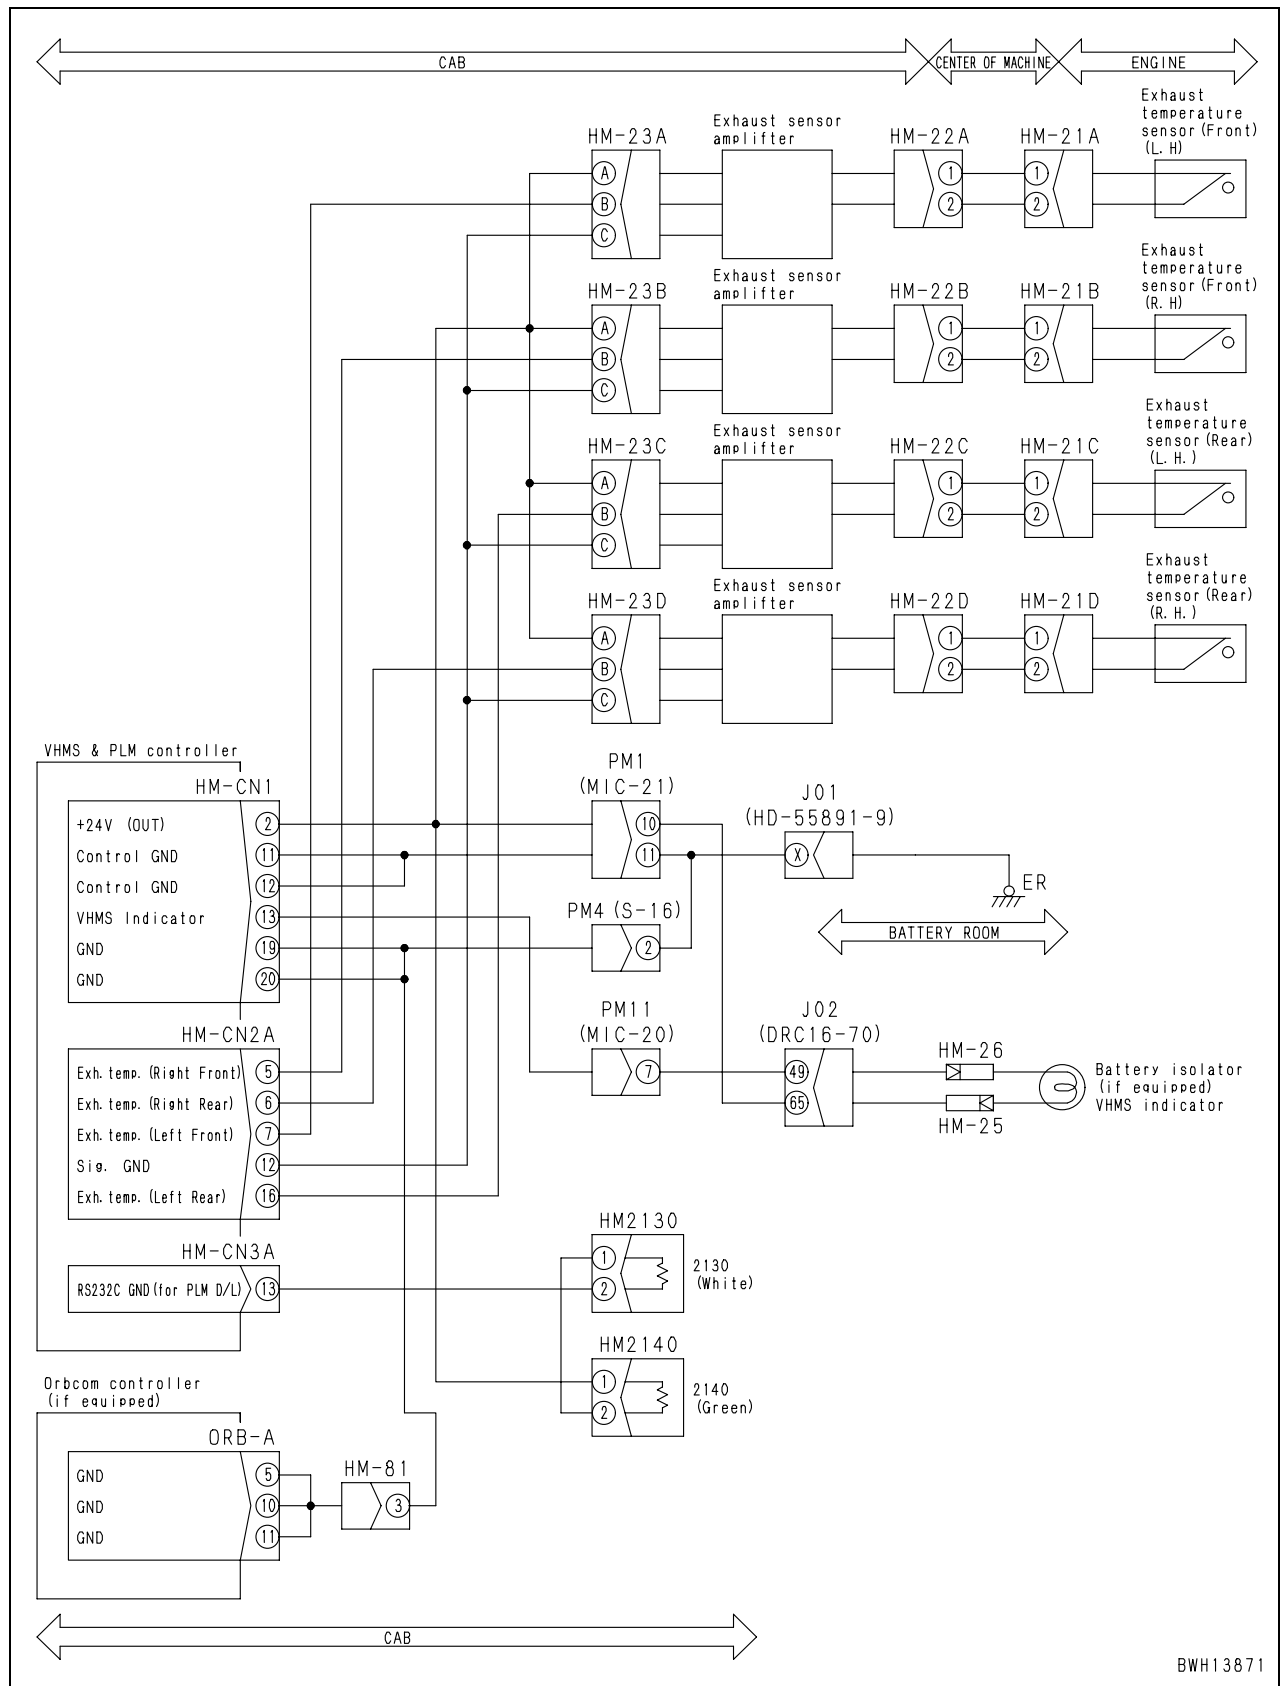 CAB
CENTER OF MACHINE
ENGINE
Exhaust
temperature
sensor (Front)
(L. H)
Exhaust sensor
amplifter
HM-23A
HM-22A
HM-21A
A
B
C
1
2
1
2
Exhaust
temperature
sensor (Front)
(R. H)
Exhaust sensor
amplifter
HM-23B
HM-22B
HM-21B
A
B
C
1
2
1
2
Exhaust
temperature
sensor (Rear)
(L. H. )
Exhaust sensor
amplifter
HM-23C
HM-22C
HM-21C
A
B
C
1
2
1
2
Exhaust
temperature
sensor (Rear)
(R. H. )
Exhaust sensor
amplifter
HM-23D
HM-22D
HM-21D
A
B
C
1
2
1
2
VHMS & PLM controller
HM-CN1
+24V (OUT) 2
Control GND 11
Control GND 12
VHMS Indicator 13
GND 19
GND 20
PM1
(MIC-21)
10
11
J01
(HD-55891-9)
X
ER
BATTERY ROOM
PM4 (S-16)
2
PM11
(MIC-20)
7
J02
(DRC16-70)
49
65
HM-26
HM-25
Battery isolator
(if equipped)
VHMS indicator
HM-CN2A
Exh. temp. (Right Front) 5
Exh. temp. (Right Rear) 6
Exh. temp. (Left Front) 7
Sig. GND 12
Exh. temp. (Left Rear) 16
HM-CN3A
RS232C GND (for PLM D/L) 13
HM2130
1
2
2130
(White)
HM2140
1
2
2140
(Green)
Orbcom controller
(if equipped)
ORB-A
GND 5
GND 10
GND 11
HM-81
3
CAB
BWH13871